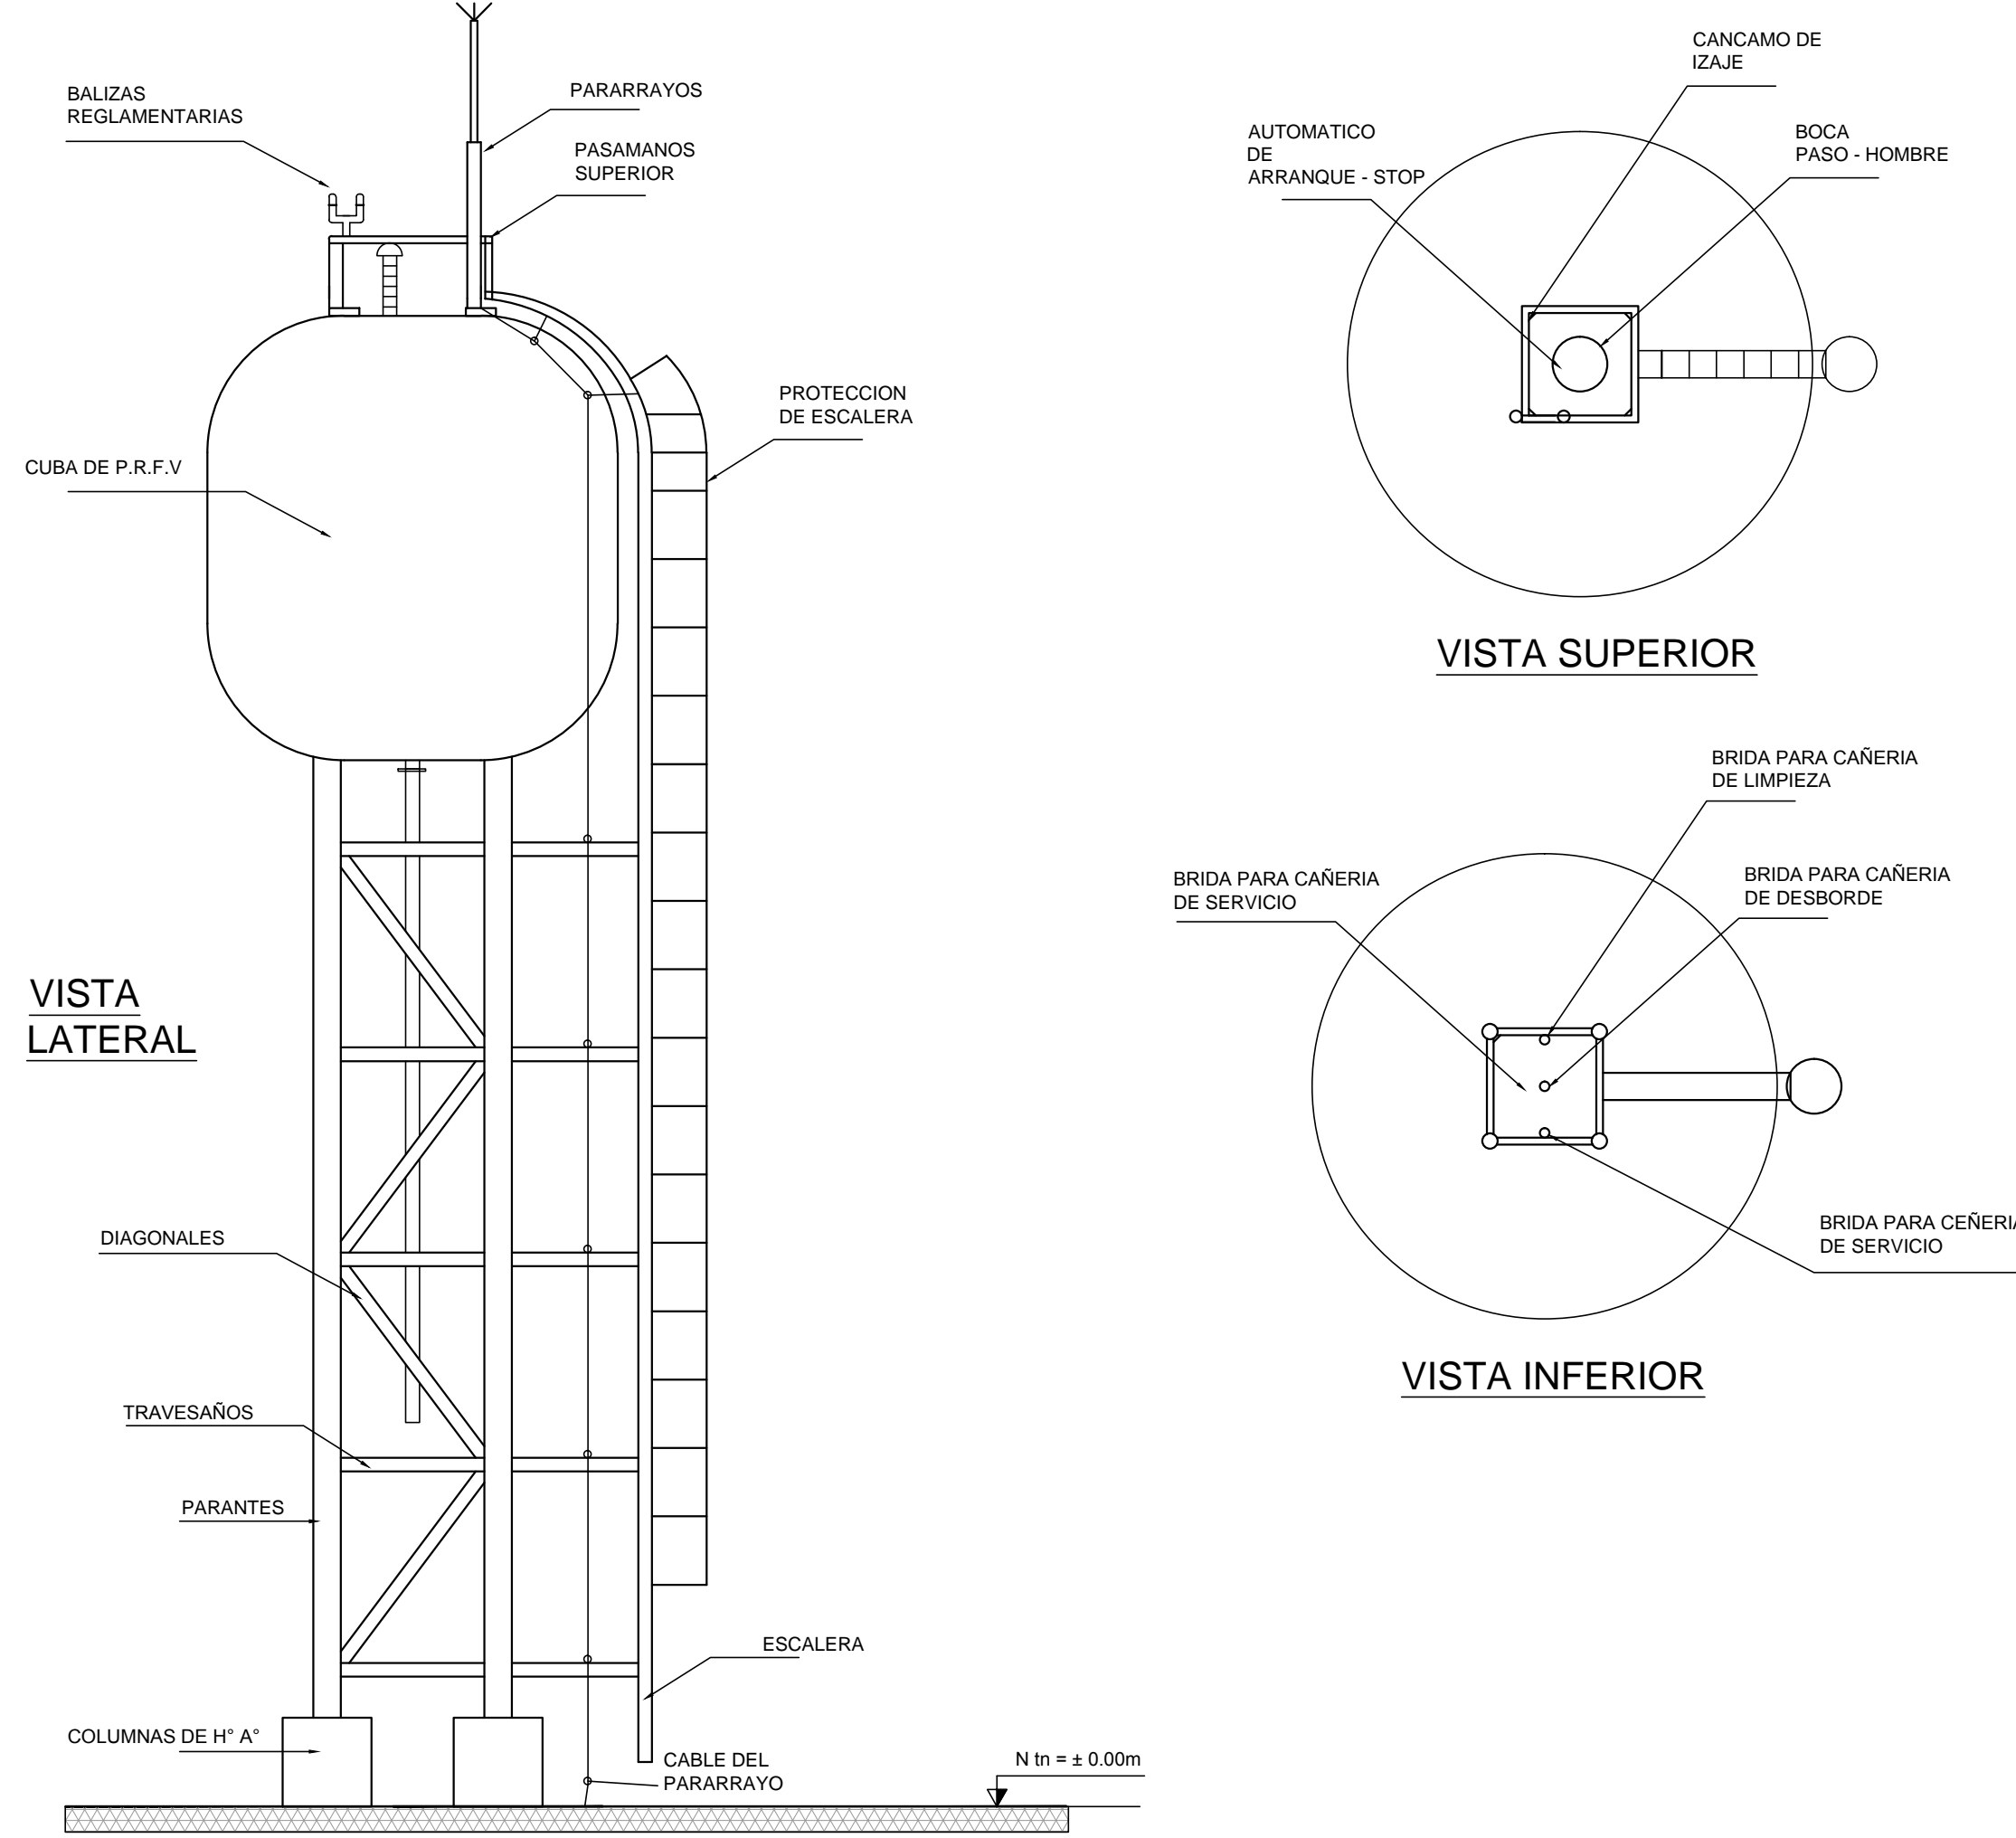 BALIZAS
REGLAMENTARIAS
PARARRAYOS
PASAMANOS
SUPERIOR
PROTECCION
DE ESCALERA
CUBA DE P.R.F.V
VISTA
LATERAL
DIAGONALES
TRAVESAÑOS
PARANTES
ESCALERA
COLUMNAS DE H° A°
CABLE DEL
PARARRAYO
N tn = ± 0.00m
CANCAMO DE
IZAJE
AUTOMATICO
DE
ARRANQUE - STOP
BOCA
PASO - HOMBRE
VISTA SUPERIOR
BRIDA PARA CAÑERIA
DE LIMPIEZA
BRIDA PARA CAÑERIA
DE SERVICIO
BRIDA PARA CAÑERIA
DE DESBORDE
BRIDA PARA CEÑERIA
DE SERVICIO
VISTA INFERIOR